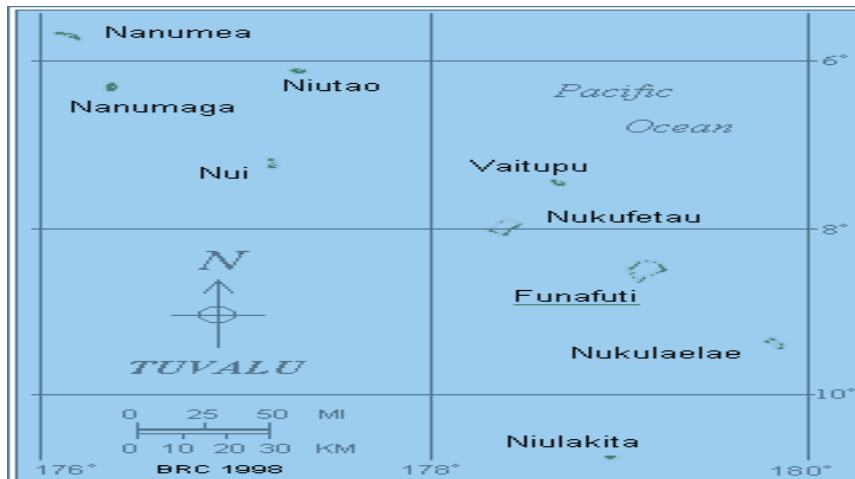 Nanumea
6°
Niutao
Nanumaga
Pacific
Ocean
Nui
Vaitupu
Nukufetau
8°
N
Funafuti
Nukulaelae
TUVALU
10°
0 25 50 MI
0 10 20 30 KM
Niulakita
176° BRC 1998 178° 180°